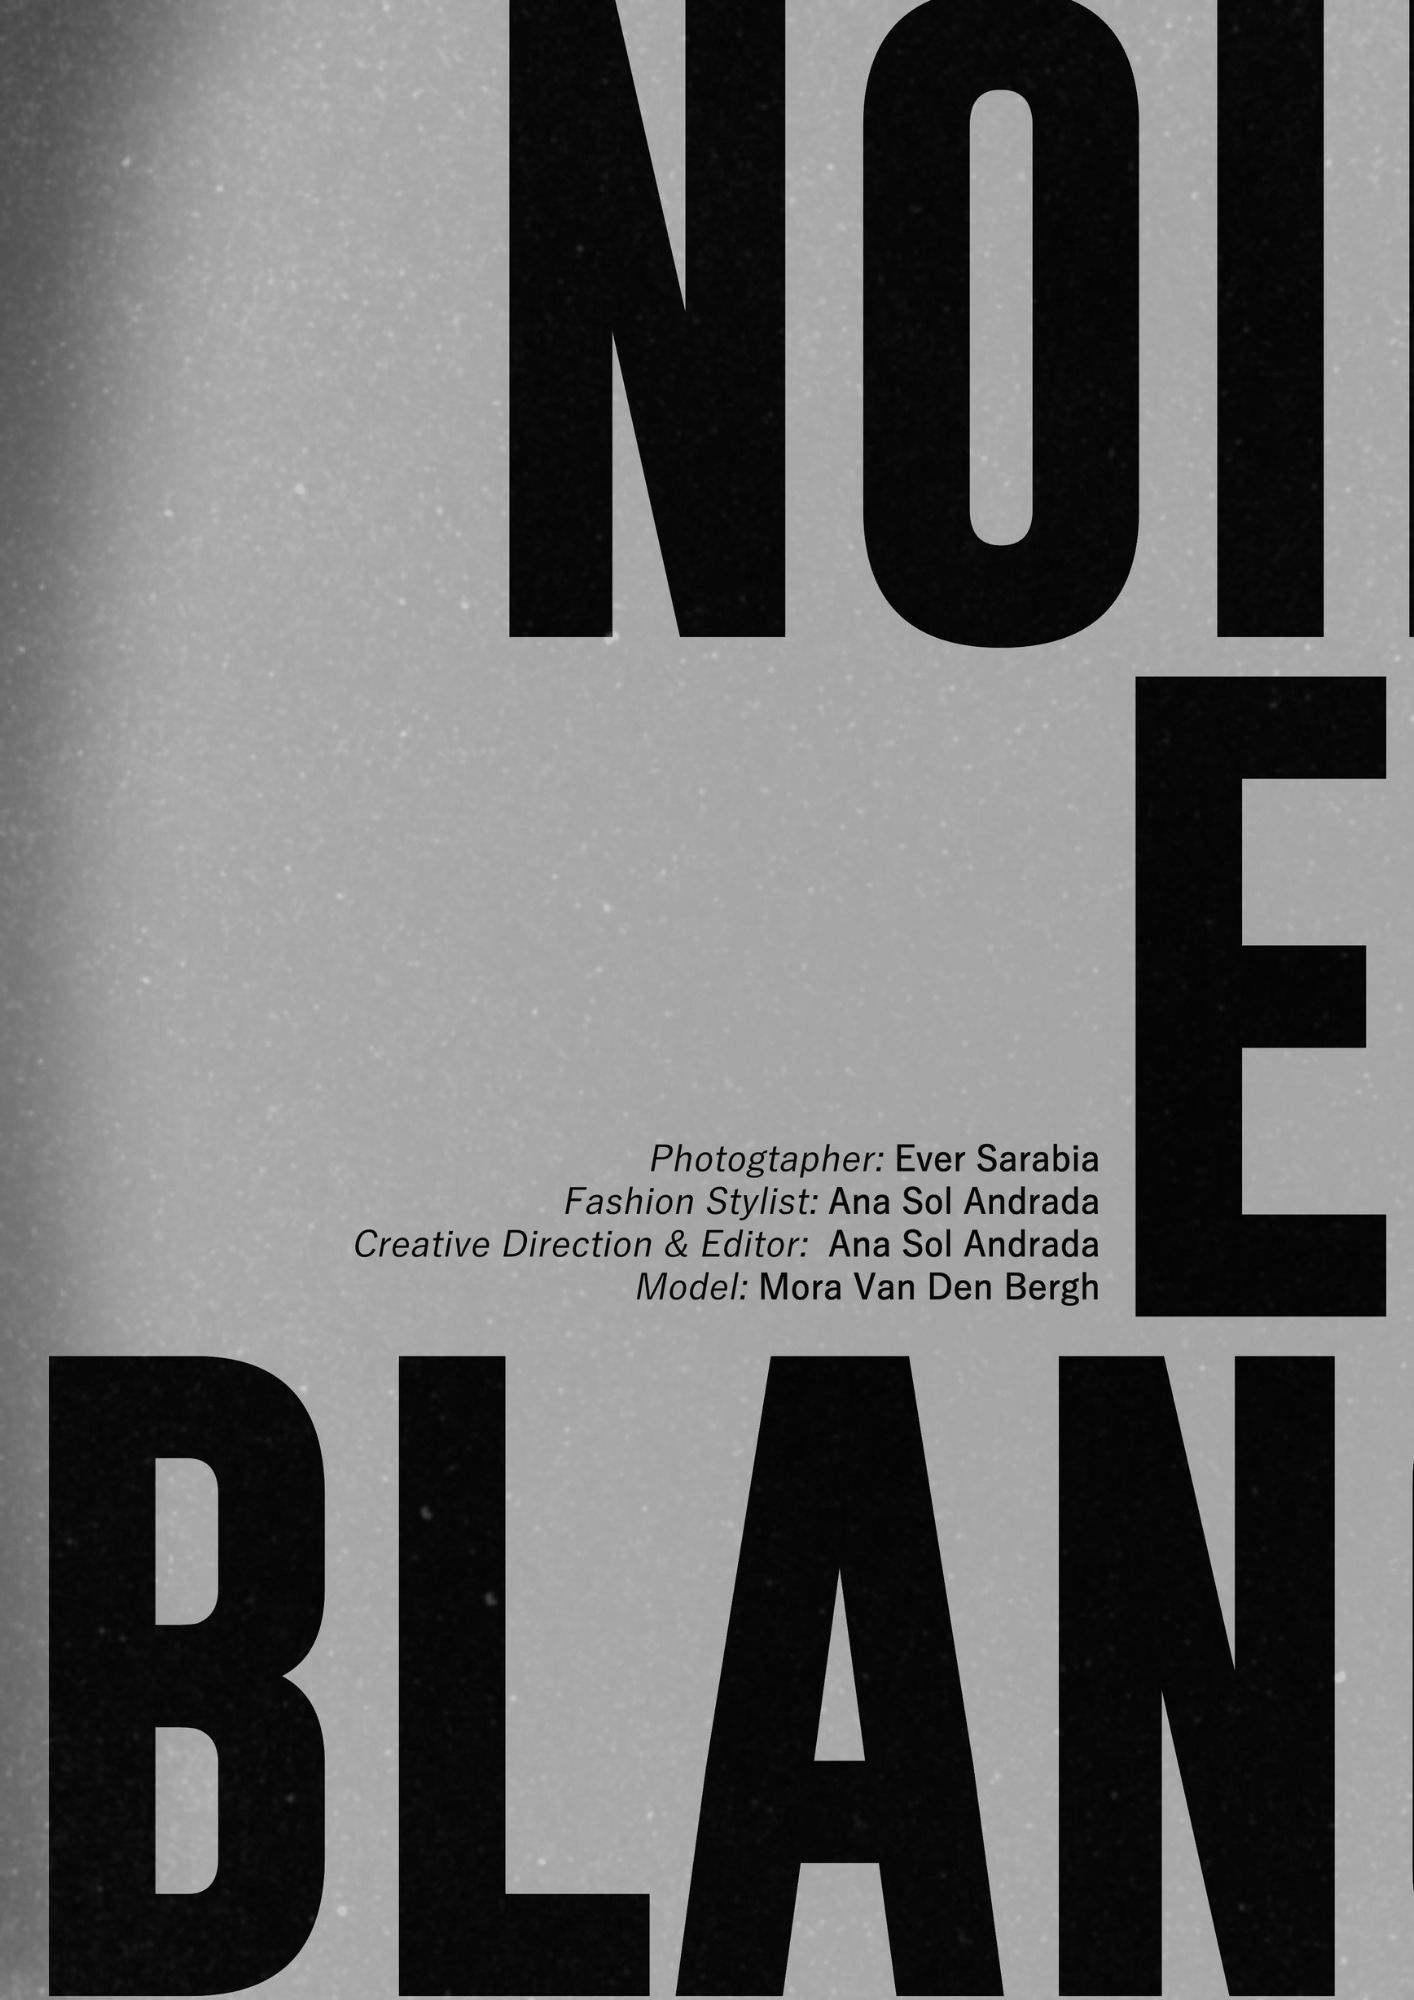 NOI
E
Photogtapher: Ever Sarabia
Fashion Stylist: Ana Sol Andrada
Creative Direction & Editor: Ana Sol Andrada
Model: Mora Van Den Bergh
BLAN